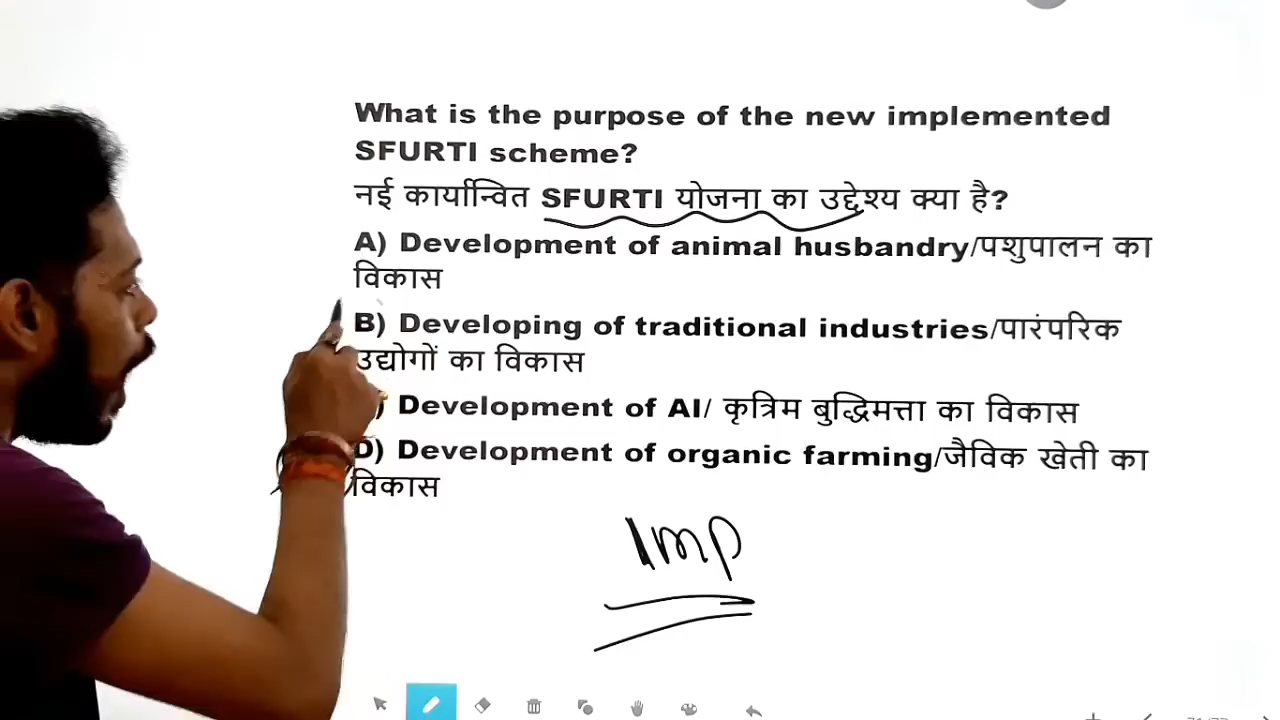 What is the purpose of the new implemented
SFURTI scheme?
नई कार्यान्वित SFURTI योजना का उद्देश्य क्या है?
A) Development of animal husbandry/पशुपालन का
विकास
B) Developing of traditional industries/पारंपरिक
उद्योगों का विकास
) Development of AI/ कृत्रिम बुद्धिमत्ता का विकास
D) Development of organic farming/जैविक खेती का
विकास
Imp